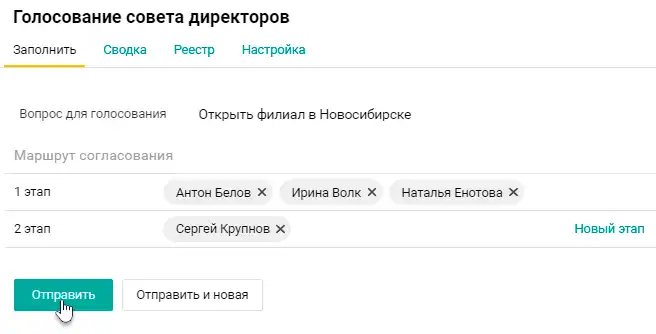 Голосование совета директоров
Заполнить Сводка Реестр Настройка
Вопрос для голосования Открыть филиал в Новосибирске
Маршрут согласования
1 этап Антон Белов ✕ Ирина Волк ✕ Наталья Енотова ✕
2 этап Сергей Крупнов ✕ Новый этап
Отправить Отправить и новая